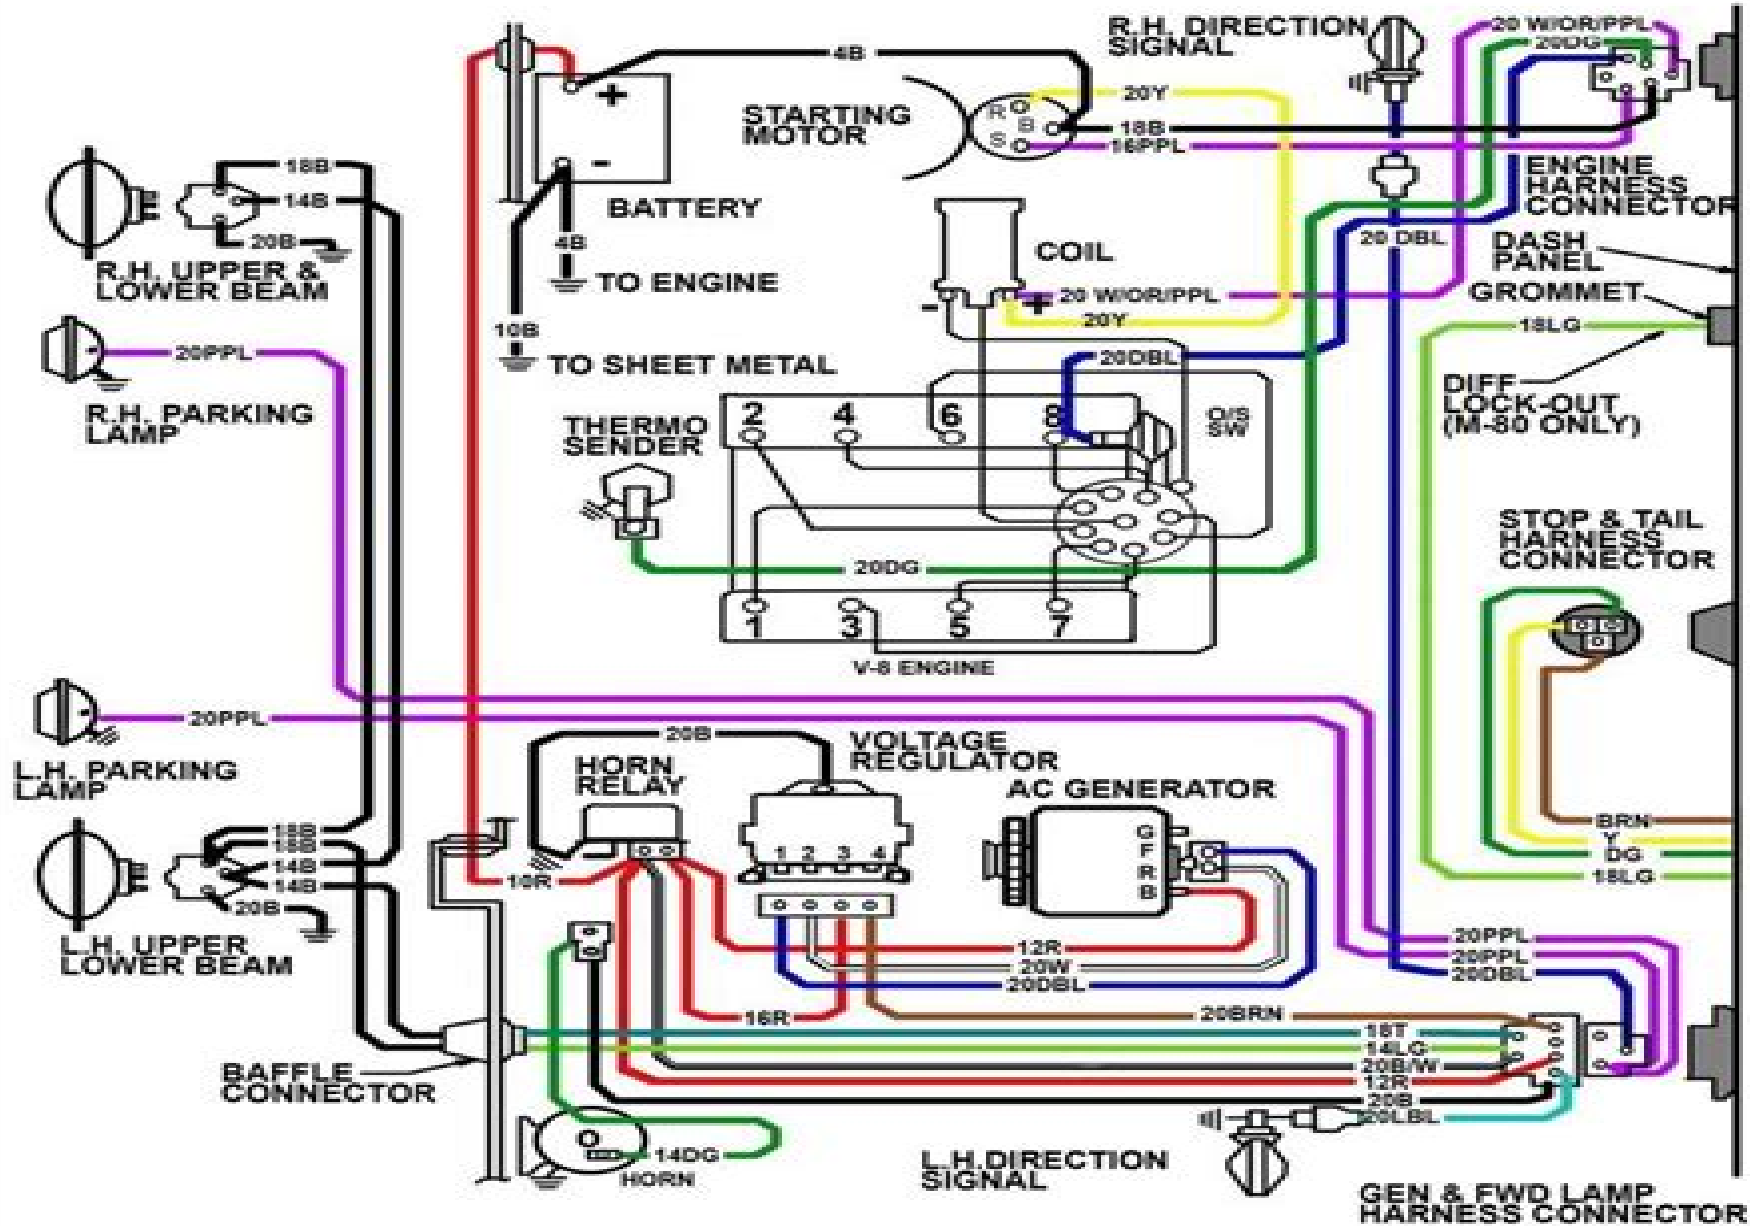 R.H. DIRECTION
SIGNAL
20 W/OR/PPL
20DG
4B
+
-
STARTING
MOTOR
R
B
S
20Y
18B
16PPL
18B
14B
20B
R.H. UPPER &
LOWER BEAM
BATTERY
4B
TO ENGINE
10B
TO SHEET METAL
COIL
-
+
20 W/OR/PPL
20Y
20DBL
20 DBL
ENGINE
HARNESS
CONNECTOR
DASH
PANEL
GROMMET
18LG
DIFF
LOCK-OUT
(M-80 ONLY)
20PPL
R.H. PARKING
LAMP
THERMO
SENDER
2
4
6
8
O/S
SW
20DG
1
3
5
7
V-8 ENGINE
STOP & TAIL
HARNESS
CONNECTOR
20PPL
L.H. PARKING
LAMP
20B
HORN
RELAY
VOLTAGE
REGULATOR
AC GENERATOR
1 2 3 4
G
F
R
B
BRN
Y
DG
18LG
18B
18B
14B
14B
20B
L.H. UPPER
LOWER BEAM
10R
12R
20W
20DBL
16R
20BRN
20PPL
20PPL
20DBL
18T
14LG
20B/W
12R
20B
20LBL
BAFFLE
CONNECTOR
14DG
HORN
L.H.DIRECTION
SIGNAL
GEN & FWD LAMP
HARNESS CONNECTOR